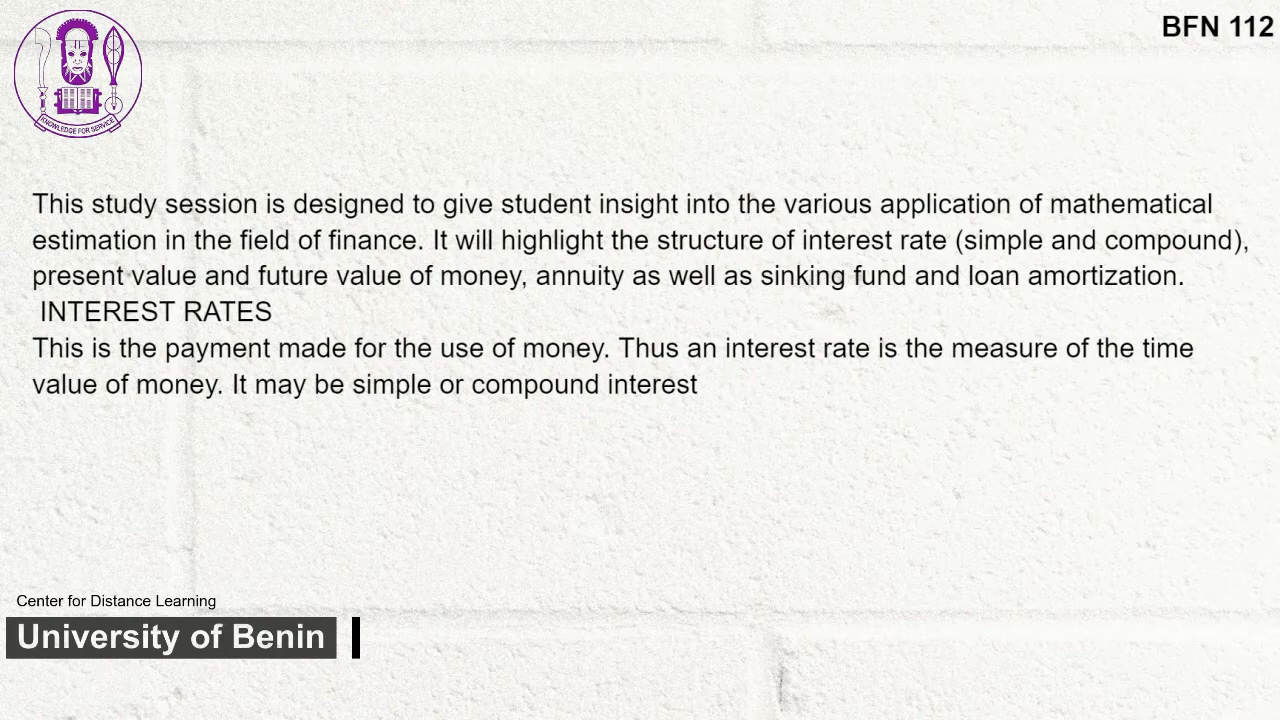 BFN 112
KNOWLEDGE FOR SERVICE
This study session is designed to give student insight into the various application of mathematical
estimation in the field of finance. It will highlight the structure of interest rate (simple and compound),
present value and future value of money, annuity as well as sinking fund and loan amortization.
INTEREST RATES
This is the payment made for the use of money. Thus an interest rate is the measure of the time
value of money. It may be simple or compound interest
Center for Distance Learning
University of Benin